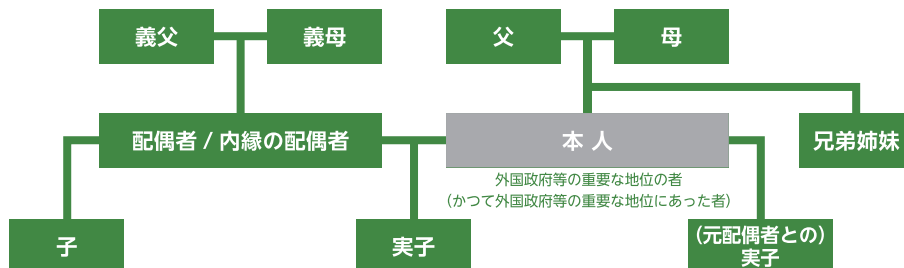 義父
義母
父
母
配偶者 / 内縁の配偶者
本人
兄弟姉妹
外国政府等の重要な地位の者
（かつて外国政府等の重要な地位にあった者）
子
実子
（元配偶者との）
実子